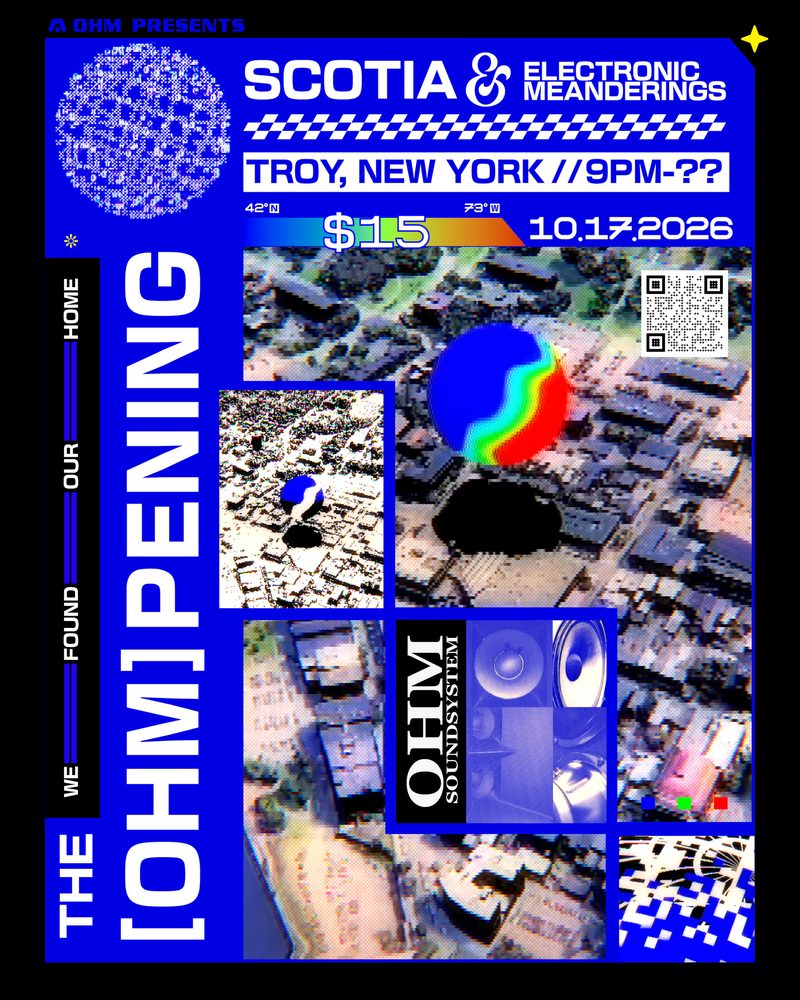 A OHM PRESENTS
SCOTIA & ELECTRONIC
MEANDERINGS
TROY, NEW YORK // 9PM-??
42° N
73° W
$15
10.17.2026
WE FOUND OUR HOME
THE
[OHM]PENING
OHM
SOUNDSYSTEM